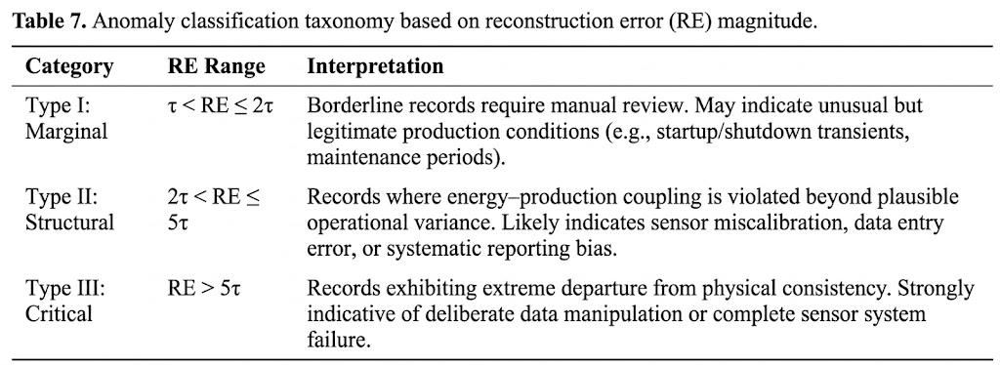 Table 7. Anomaly classification taxonomy based on reconstruction error (RE) magnitude.
Category RE Range Interpretation
Type I: Marginal τ < RE ≤ 2τ Borderline records require manual review. May indicate unusual but
legitimate production conditions (e.g., startup/shutdown transients,
maintenance periods).
Type II: Structural 2τ < RE ≤ 5τ Records where energy–production coupling is violated beyond plausible
operational variance. Likely indicates sensor miscalibration, data entry
error, or systematic reporting bias.
Type III: Critical RE > 5τ Records exhibiting extreme departure from physical consistency. Strongly
indicative of deliberate data manipulation or complete sensor system
failure.